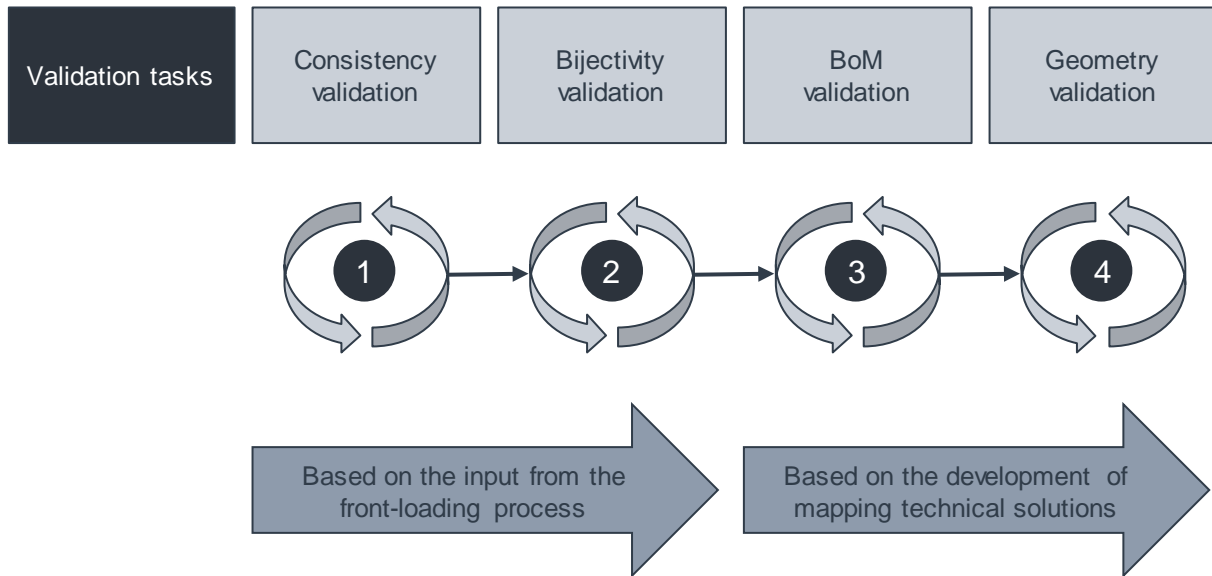 Validation tasks
Consistency
validation
Bijectivity
validation
BoM
validation
Geometry
validation
1
2
3
4
Based on the input from the
front-loading process
Based on the development of
mapping technical solutions